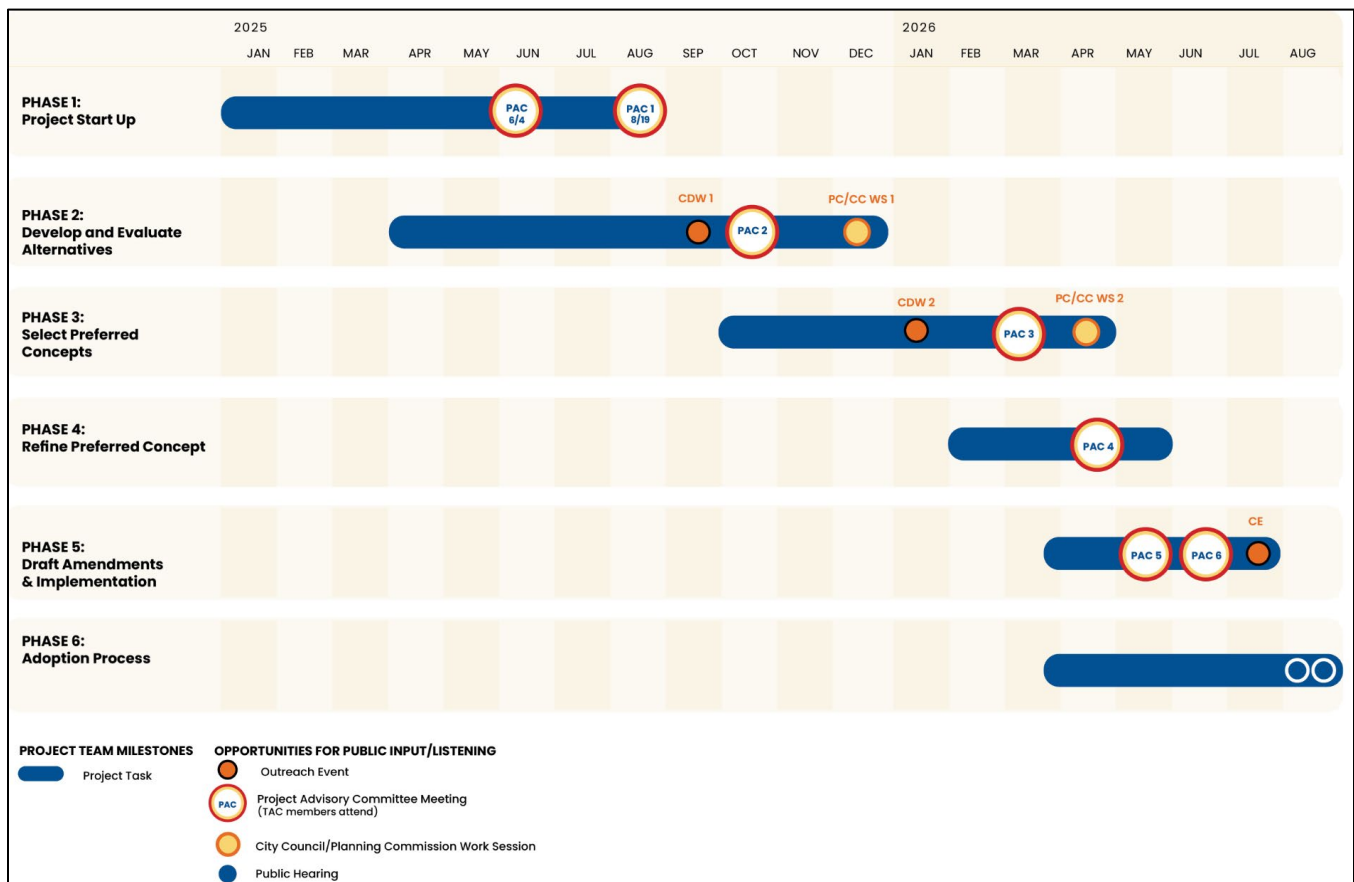 2025
2026
JAN FEB MAR APR MAY JUN JUL AUG SEP OCT NOV DEC JAN FEB MAR APR MAY JUN JUL AUG
PHASE 1:
Project Start Up
PAC
6/4
PAC 1
8/19
PHASE 2:
Develop and Evaluate
Alternatives
CDW 1
PAC 2
PC/CC WS 1
PHASE 3:
Select Preferred
Concepts
CDW 2
PAC 3
PC/CC WS 2
PHASE 4:
Refine Preferred Concept
PAC 4
PHASE 5:
Draft Amendments
& Implementation
PAC 5
PAC 6
CE
PHASE 6:
Adoption Process
PROJECT TEAM MILESTONES
Project Task
OPPORTUNITIES FOR PUBLIC INPUT/LISTENING
Outreach Event
PAC
Project Advisory Committee Meeting
(TAC members attend)
City Council/Planning Commission Work Session
Public Hearing